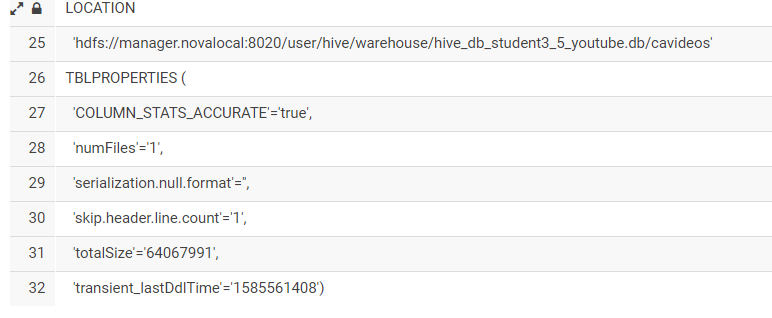 LOCATION
25 'hdfs://manager.novalocal:8020/user/hive/warehouse/hive_db_student3_5_youtube.db/cavideos'
26 TBLPROPERTIES (
27 'COLUMN_STATS_ACCURATE'='true',
28 'numFiles'='1',
29 'serialization.null.format'='',
30 'skip.header.line.count'='1',
31 'totalSize'='64067991',
32 'transient_lastDdlTime'='1585561408')